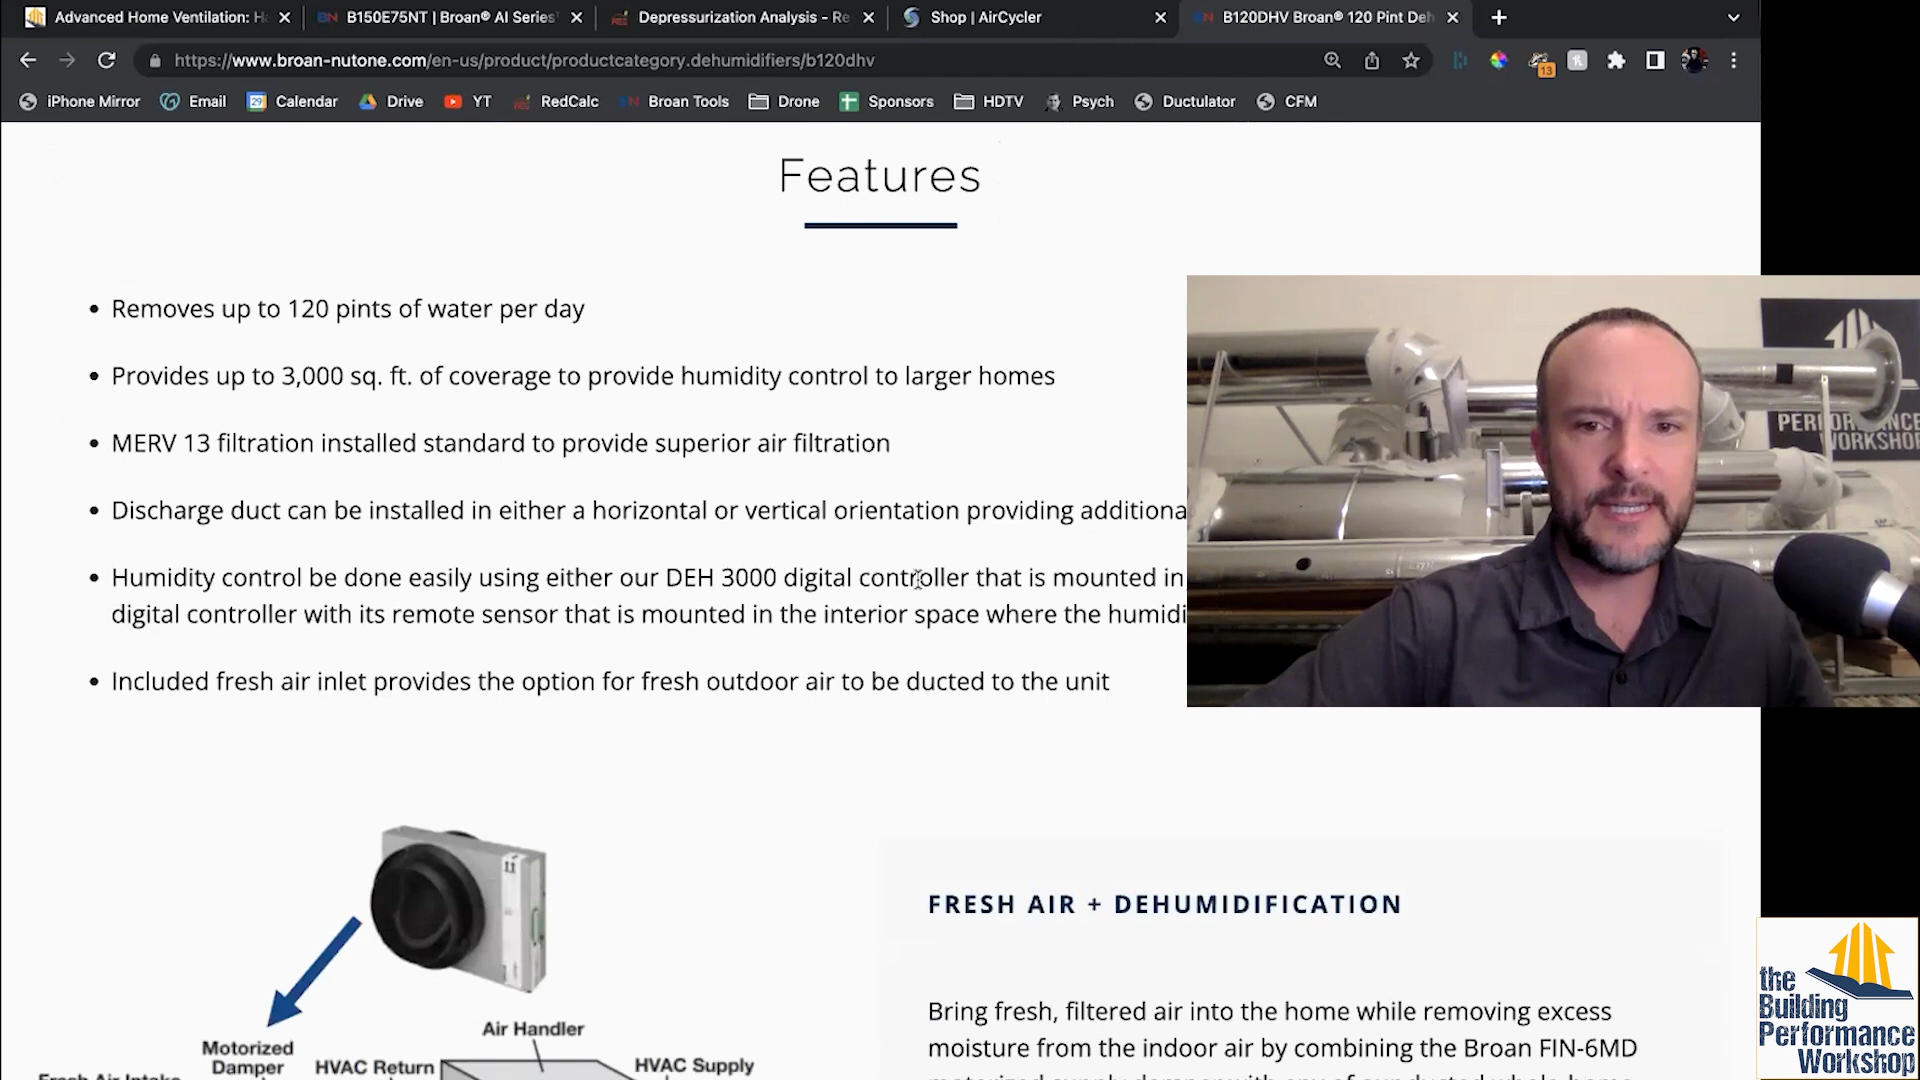 Advanced Home Ventilation: H
B150E75NT | Broan® AI Series
Depressurization Analysis - Re
Shop | AirCycler
B120DHV Broan® 120 Pint Deh
https://www.broan-nutone.com/en-us/product/productcategory.dehumidifiers/b120dhv
13
iPhone Mirror
Email
29
Calendar
Drive
YT
RedCalc
BN
Broan Tools
Drone
Sponsors
HDTV
Psych
Ductulator
CFM
Features
• Removes up to 120 pints of water per day
• Provides up to 3,000 sq. ft. of coverage to provide humidity control to larger homes
• MERV 13 filtration installed standard to provide superior air filtration
• Discharge duct can be installed in either a horizontal or vertical orientation providing additiona
• Humidity control be done easily using either our DEH 3000 digital controller that is mounted in
digital controller with its remote sensor that is mounted in the interior space where the humidi
• Included fresh air inlet provides the option for fresh outdoor air to be ducted to the unit
PERFORMANCE
WORKSHOP
Air Handler
Motorized
Damper
HVAC Return
HVAC Supply
Fresh Air Intake
FRESH AIR + DEHUMIDIFICATION
Bring fresh, filtered air into the home while removing excess
moisture from the indoor air by combining the Broan FIN-6MD
the
Building
Performance
Workshop